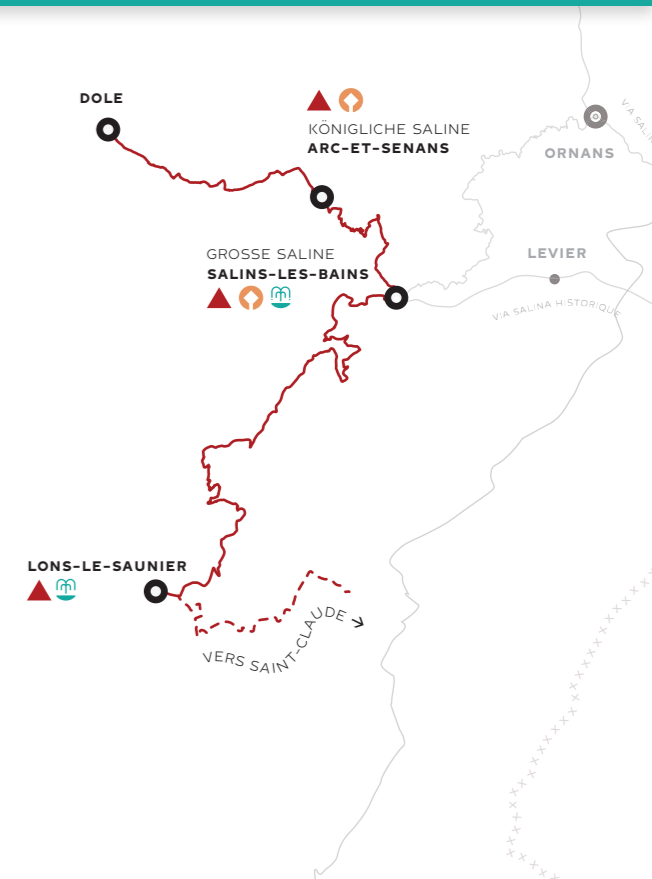 DOLE
KÖNIGLICHE SALINE
ARC-ET-SENANS
VIA SALIN
ORNANS
GROSSE SALINE
SALINS-LES-BAINS
LEVIER
VIA SALINA HISTORIQUE
LONS-LE-SAUNIER
VERS SAINT-CLAUDE →